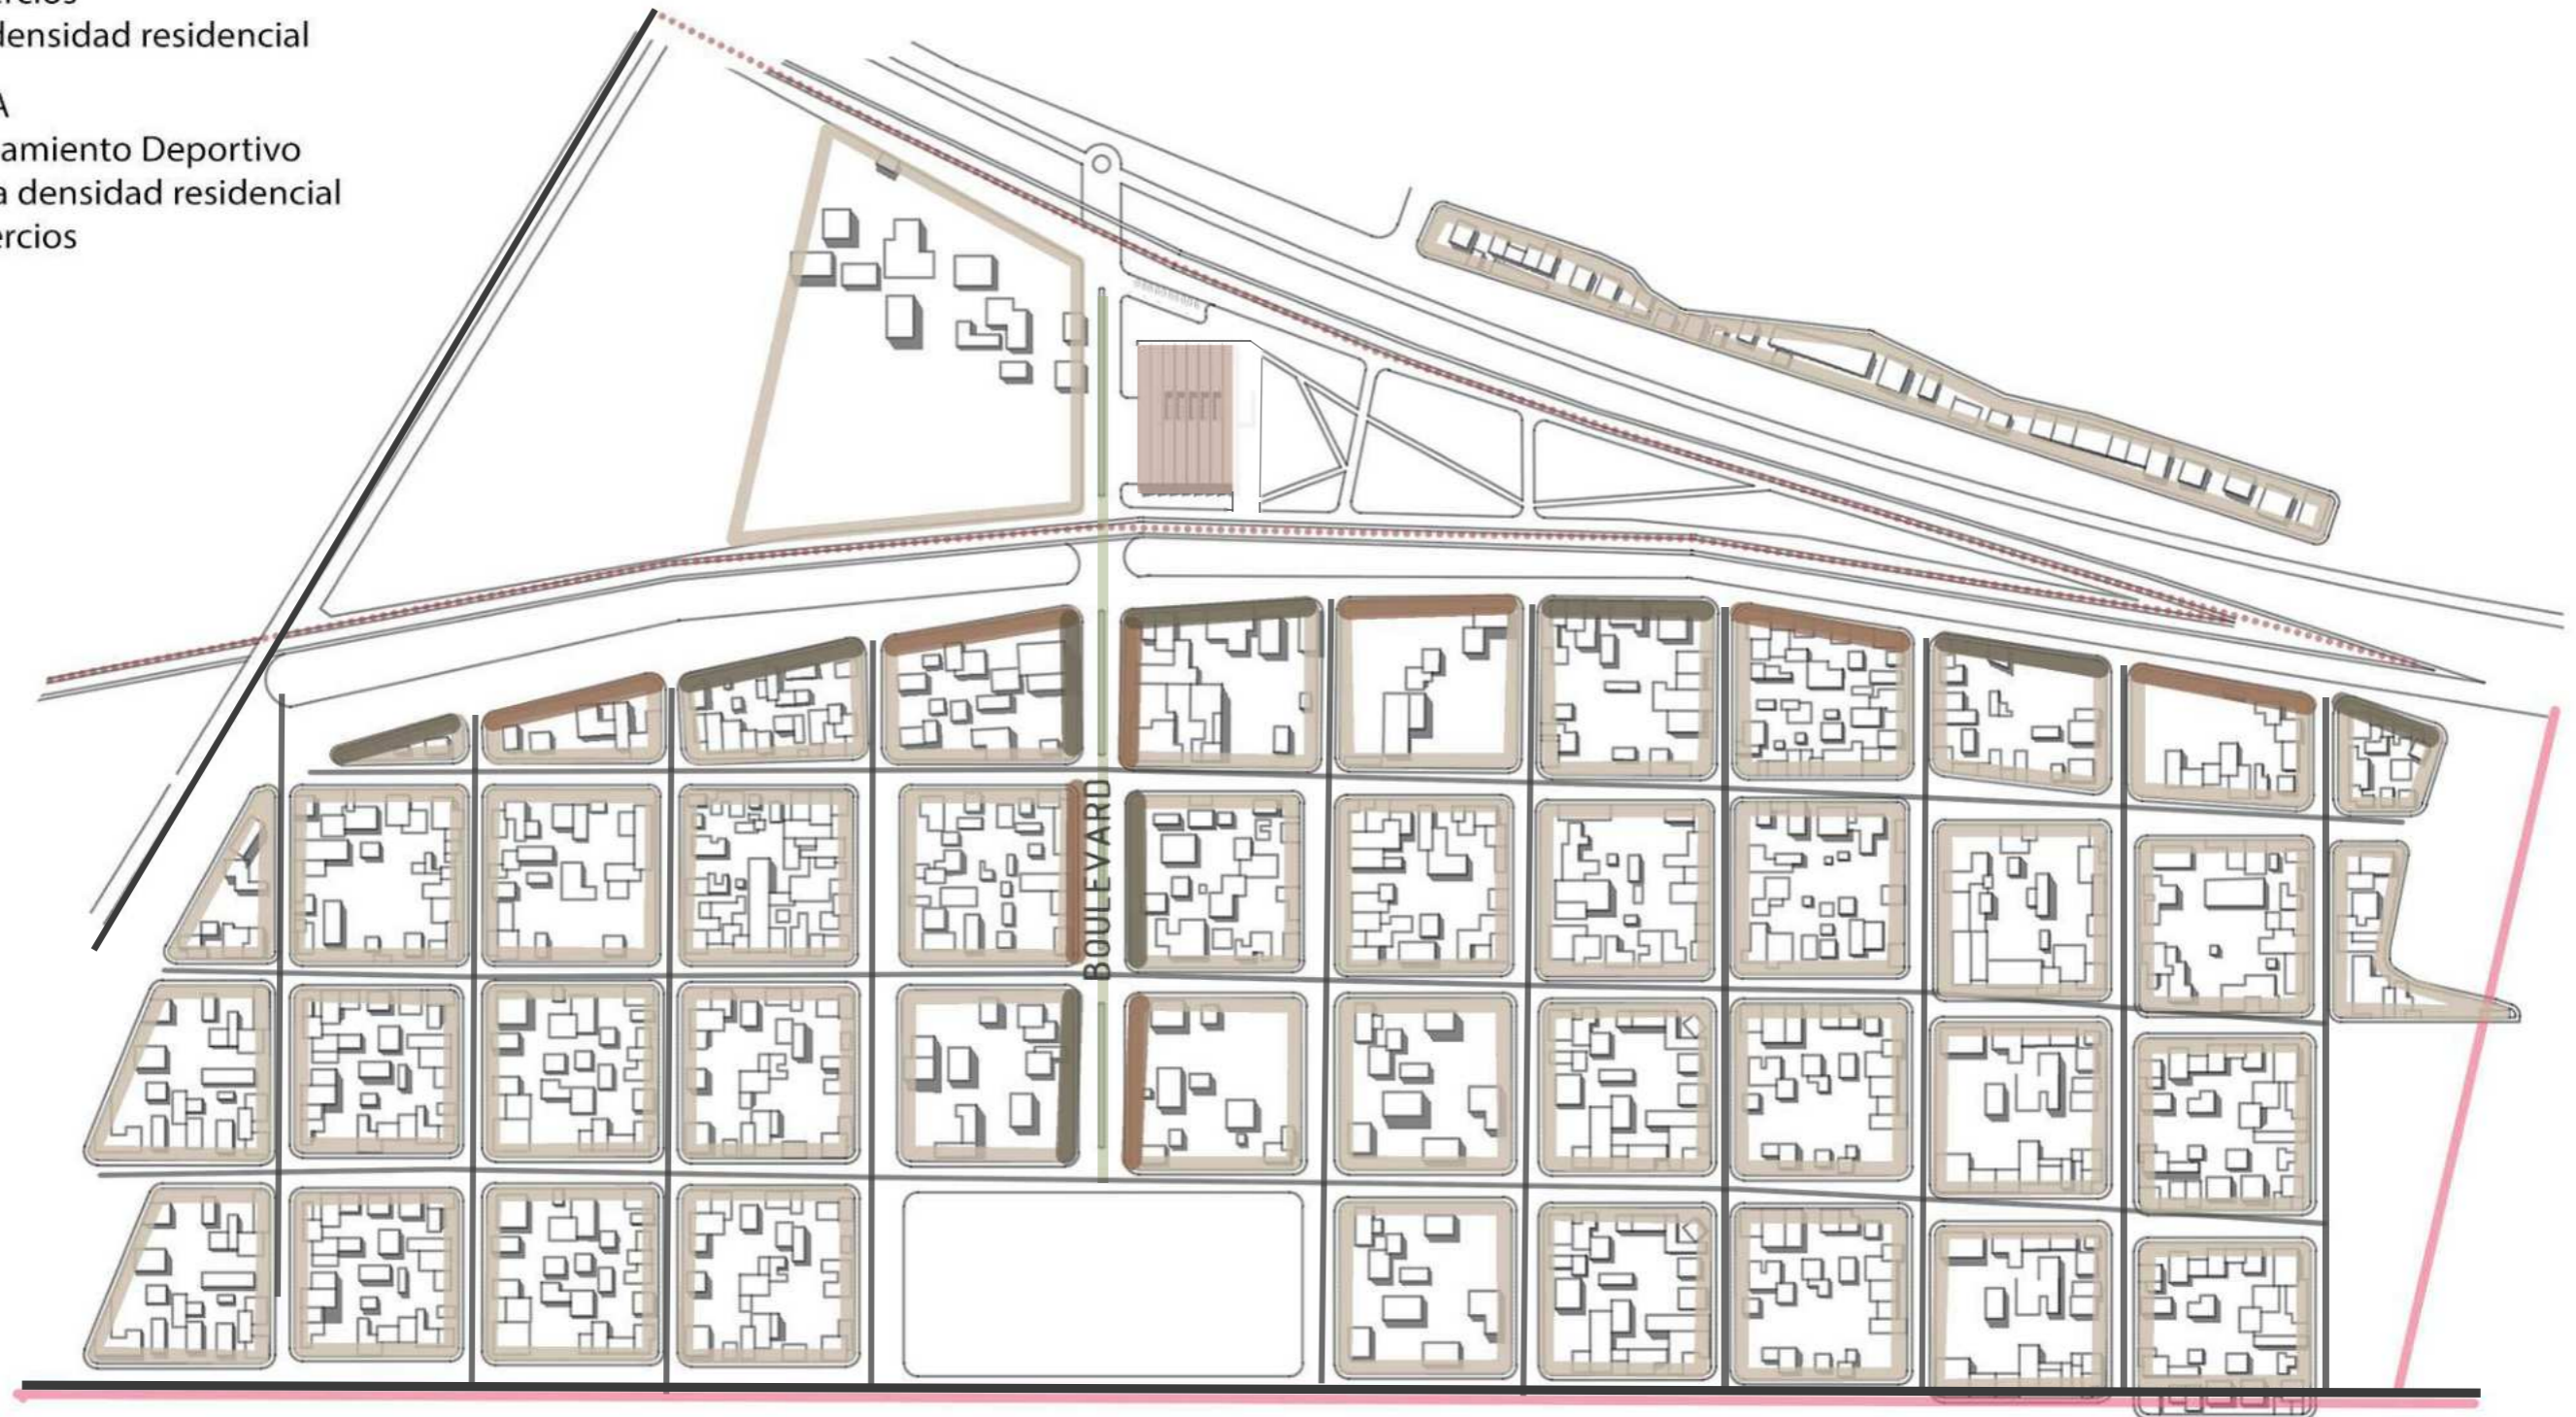 densidad residencial
A
amiento Deportivo
a densidad residencial
ercios
BOULEVARD